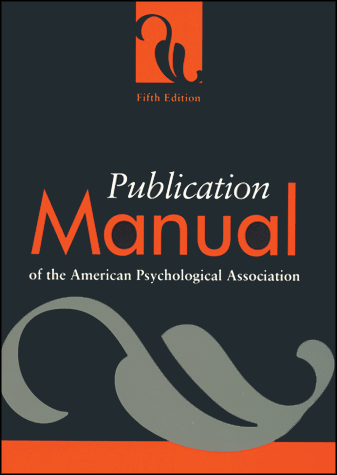 Fifth Edition
Publication
Manual
of the American Psychological Association